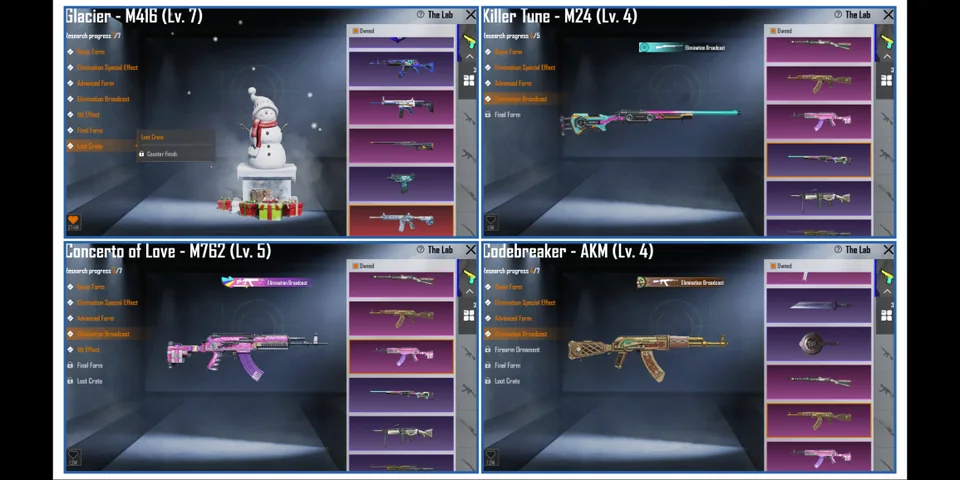 Glacier - M416 (Lv. 7)
The Lab
Research progress /7
Owned
Basic Form
Elimination Special Effect
Advanced Form
Elimination Broadcast
Hit Effect
Final Form
Loot Crate
Loot Crate
Counter Finish
Killer Tune - M24 (Lv. 4)
The Lab
Research progress /5
Owned
Elimination Broadcast
Basic Form
Elimination Special Effect
Advanced Form
Elimination Broadcast
Final Form
Concerto of Love - M762 (Lv. 5)
The Lab
Research progress /7
Owned
Elimination Broadcast
Basic Form
Elimination Special Effect
Advanced Form
Elimination Broadcast
Hit Effect
Final Form
Loot Crate
Codebreaker - AKM (Lv. 4)
The Lab
Research progress /7
Owned
Elimination Broadcast
Basic Form
Elimination Special Effect
Advanced Form
Elimination Broadcast
Firearm Ornament
Final Form
Loot Crate